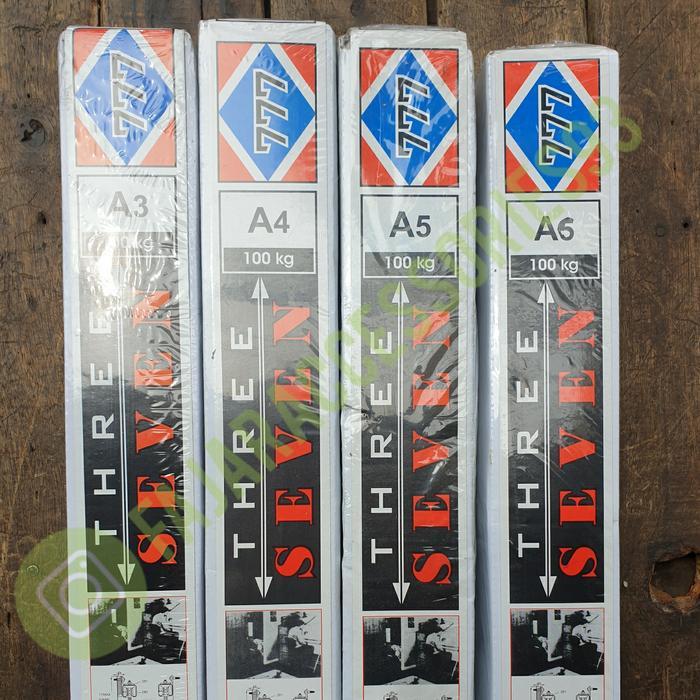 777
A3
100 kg
THREE
SEVEN
777
A4
100 kg
THREE
SEVEN
777
A5
100 kg
THREE
SEVEN
777
A6
100 kg
THREE
SEVEN
FAJARACCESSORIES93